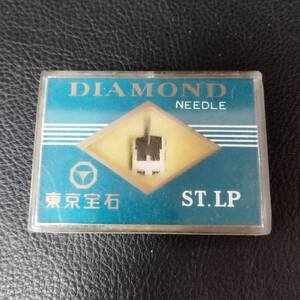 DIAMOND
NEEDLE
東京宝石
ST.LP